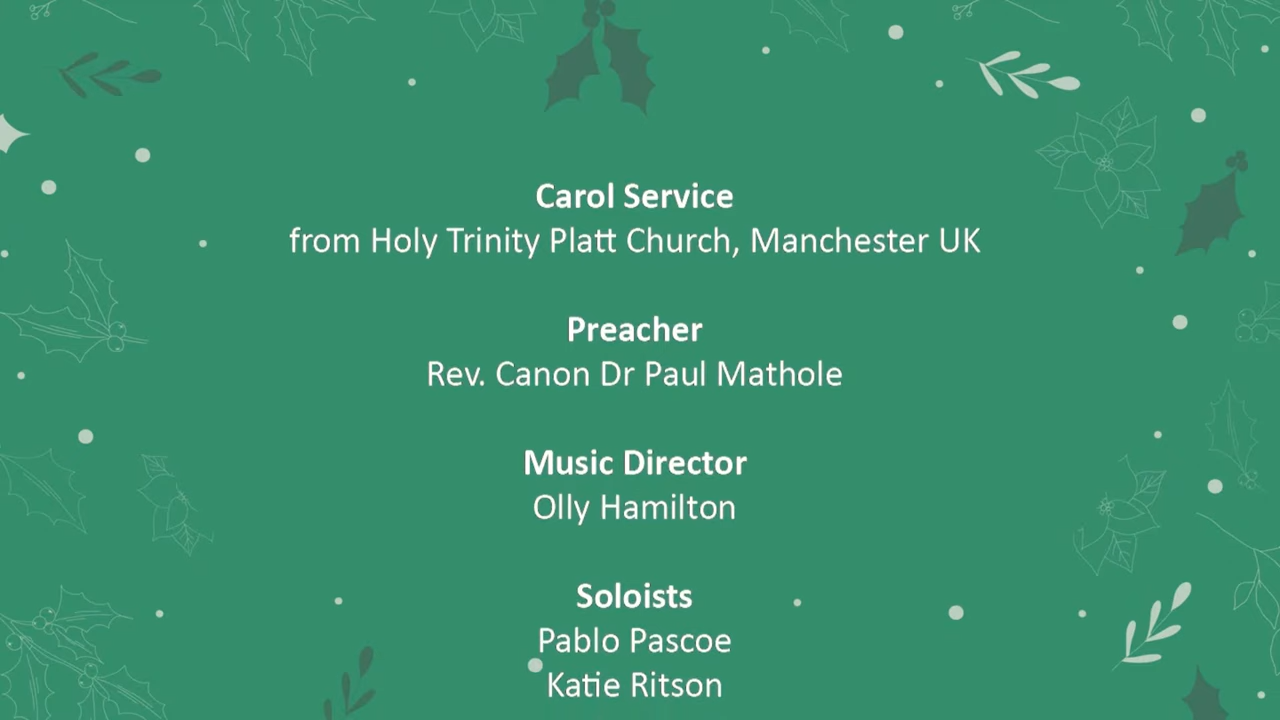 Carol Service
from Holy Trinity Platt Church, Manchester UK
Preacher
Rev. Canon Dr Paul Mathole
Music Director
Olly Hamilton
Soloists
Pablo Pascoe
Katie Ritson